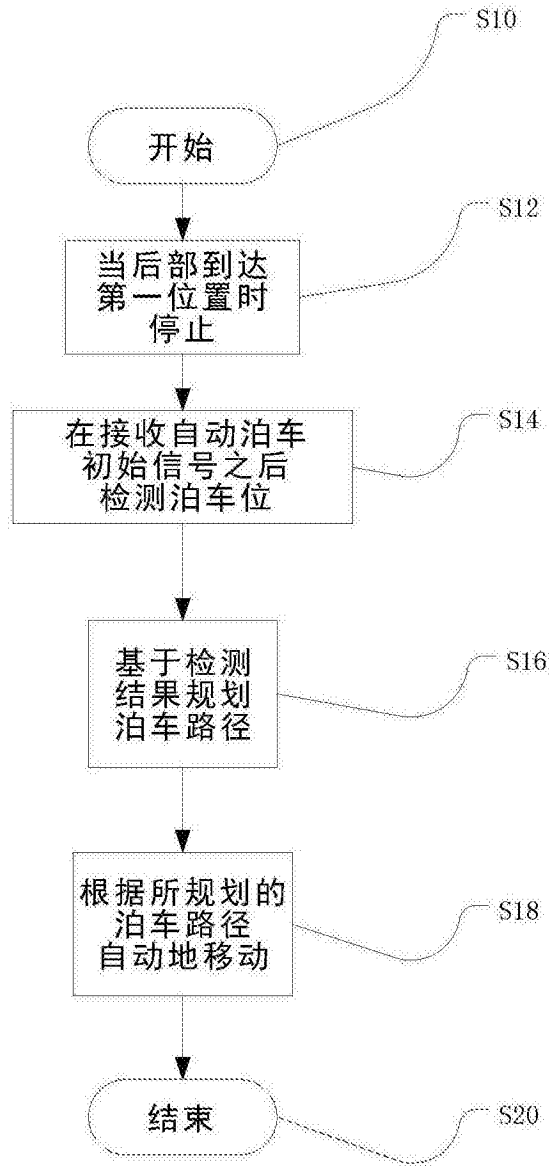 S10
开始
S12
当后部到达
第一位置时
停止
S14
在接收自动泊车
初始信号之后
检测泊车位
S16
基于检测
结果规划
泊车路径
S18
根据所规划的
泊车路径
自动地移动
S20
结束